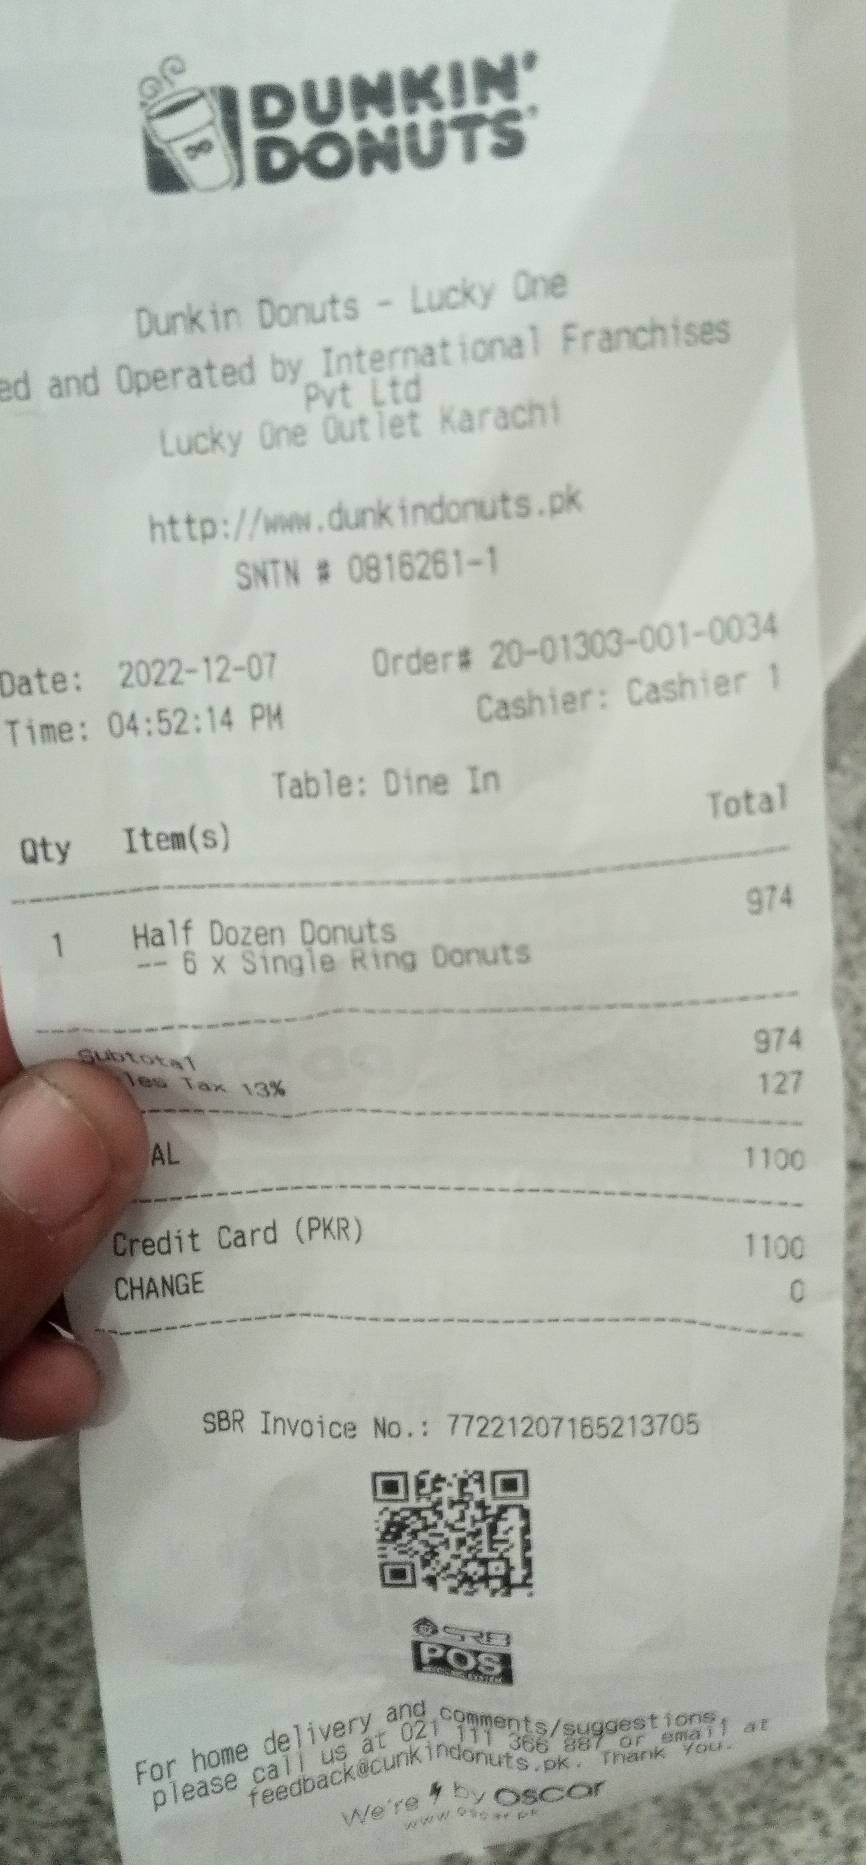 DUNKIN'
DONUTS
Dunkin Donuts - Lucky One
ed and Operated by International Franchises
Pvt Ltd
Lucky One Outlet Karachi
http://www.dunkindonuts.pk
SNTN # 0816261-1
Date: 2022-12-07 Order# 20-01303-001-0034
Time: 04:52:14 PM Cashier: Cashier 1
Table: Dine In
Qty Item(s) Total
1 Half Dozen Donuts 974
-- 6 x Single Ring Donuts
Subtotal 974
les Tax 13% 127
AL 1100
Credit Card (PKR) 1100
CHANGE 0
SBR Invoice No.: 77221207165213705
SRB
POS
For home delivery and comments/suggestions,
please call us at 021 111 366 887 or email at
feedback@cunkindonuts.pk. Thank You.
We're by OSCAR
www.oscar.pk